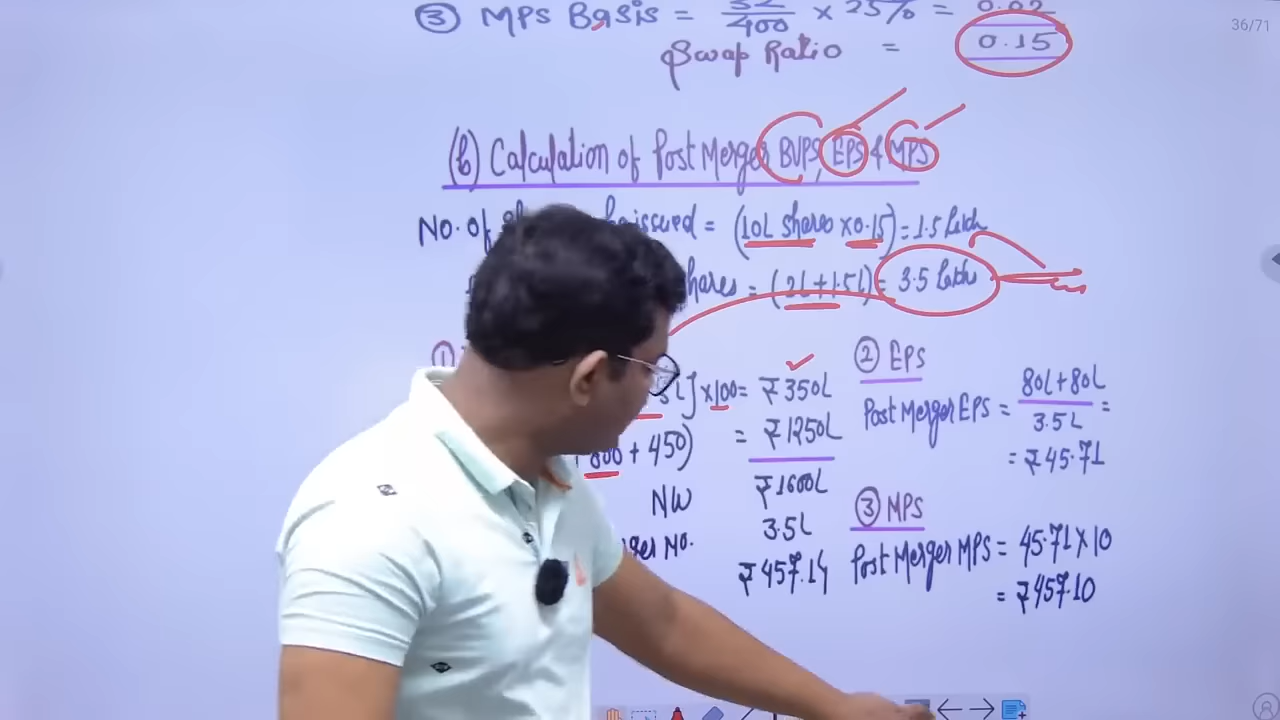 ③ MPS Basis = 32/400 × 25% = 0.02
Swap Ratio = 0.15
36/71
(b) Calculation of Post Merger BVPS, EPS & MPS
No. of issued = (10L shares × 0.15) = 1.5 Lakh
shares = (2L + 1.5L) = 3.5 Lakh
①
× 100 = ₹350L
+ 800 + 450) = ₹1250L
NW ₹1600L
No. 3.5L
₹457.14
② EPS
Post Merger EPS = 80L + 80L / 3.5L =
= ₹45.71
③ MPS
Post Merger MPS = 45.71 × 10
= ₹457.10